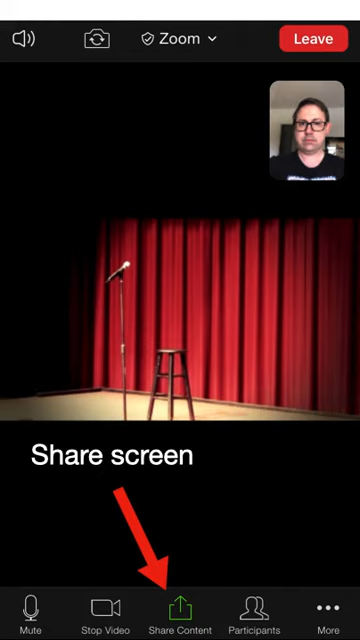 Zoom
Leave
Share screen
Mute
Stop Video
Share Content
Participants
More